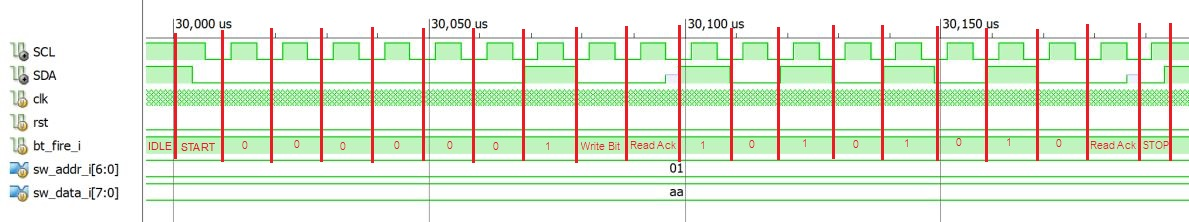 30,000 us 30,050 us 30,100 us 30,150 us
SCL
SDA
clk
rst
bt_fire_i IDLE START 0 0 0 0 0 0 1 Write Bit Read Ack 1 0 1 0 1 0 1 0 Read Ack STOP
sw_addr_i[6:0] 01
sw_data_i[7:0] aa